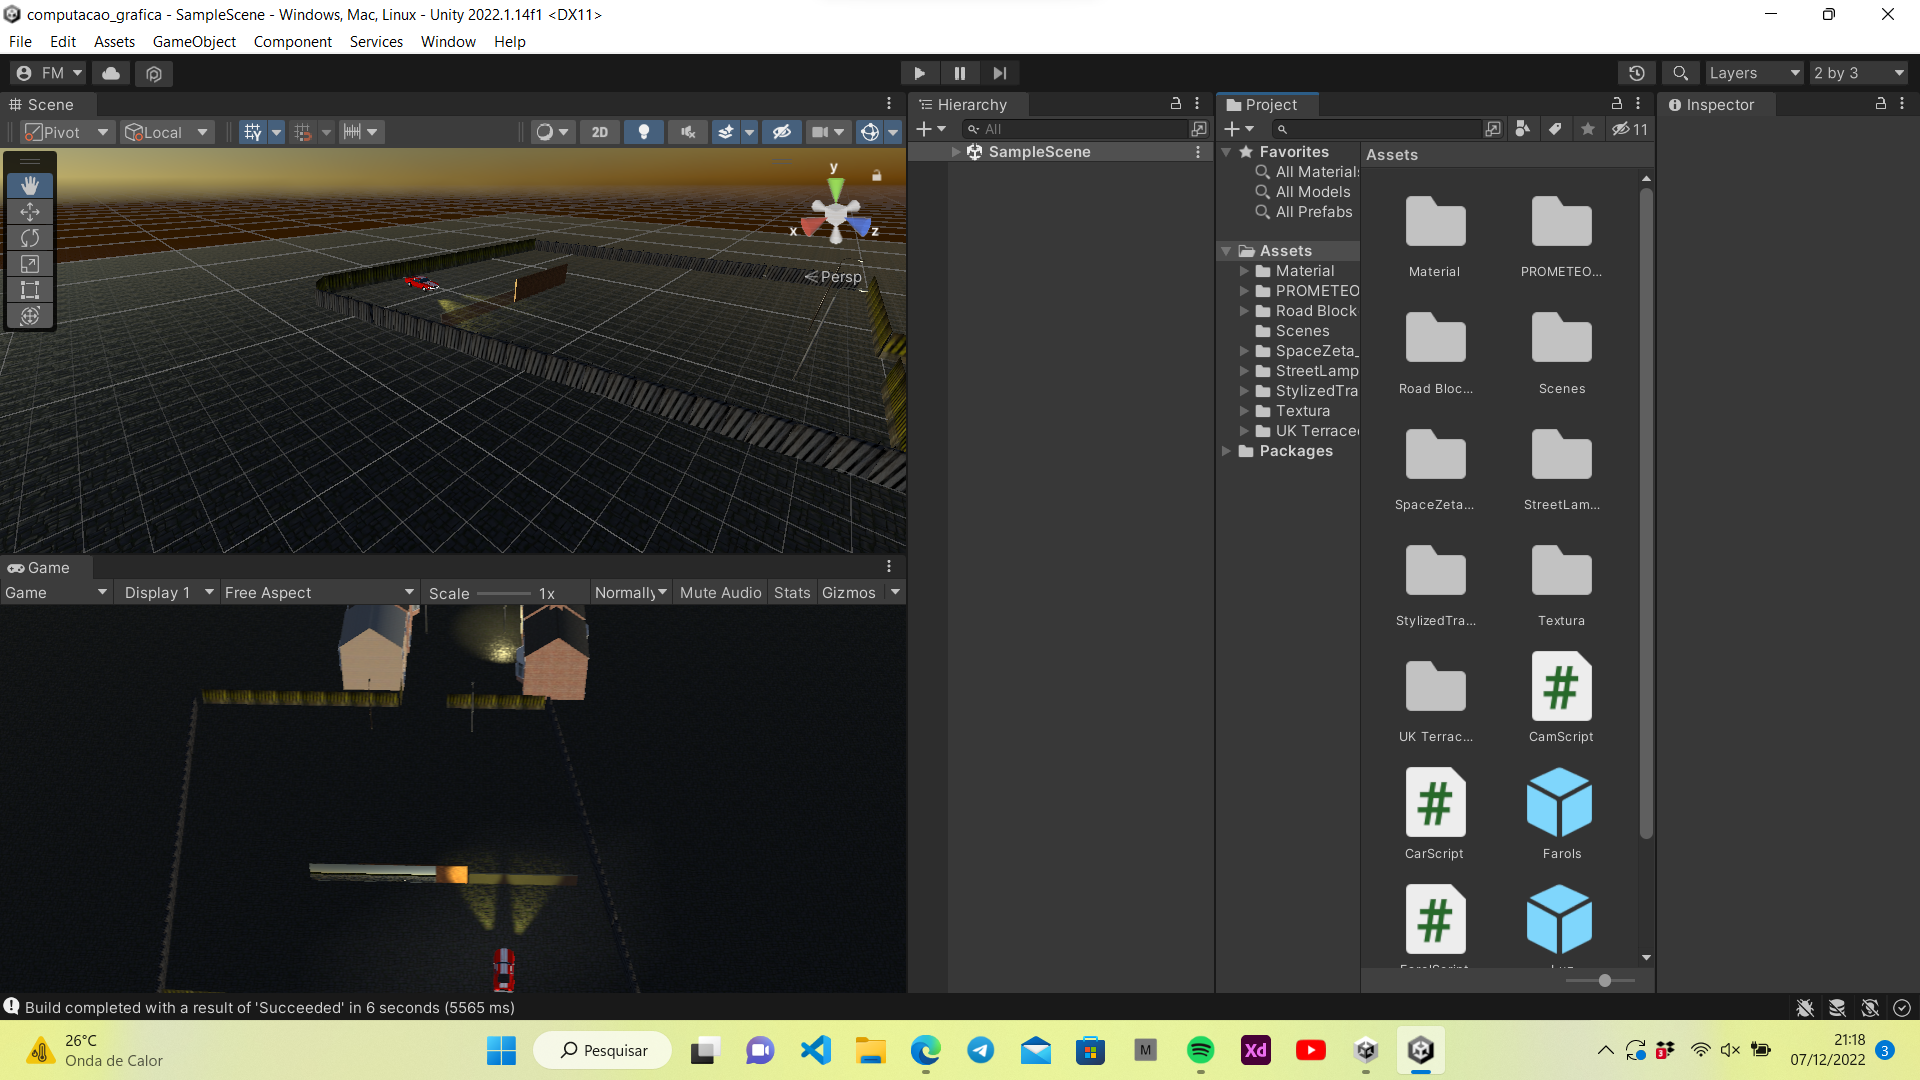 computacao_grafica - SampleScene - Windows, Mac, Linux - Unity 2022.1.14f1 <DX11>
File Edit Assets GameObject Component Services Window Help
FM
Layers 2 by 3
Scene
Pivot Local 2D
y
x z
Persp
Hierarchy
All
SampleScene
Project
11
Favorites
All Materials
All Models
All Prefabs
Assets
Material
PROMETEO
Road Block
Scenes
SpaceZeta_
StreetLamp
StylizedTra
Textura
UK Terraced
Packages
Assets
Material PROMETEO...
Road Bloc... Scenes
SpaceZeta... StreetLam...
StylizedTra... Textura
UK Terrac... CamScript
CarScript Farols
Inspector
Game
Game Display 1 Free Aspect Scale 1x Normally Mute Audio Stats Gizmos
Build completed with a result of 'Succeeded' in 6 seconds (5565 ms)
26°C
Onda de Calor
Pesquisar
M
Xd
3
21:18
07/12/2022
3